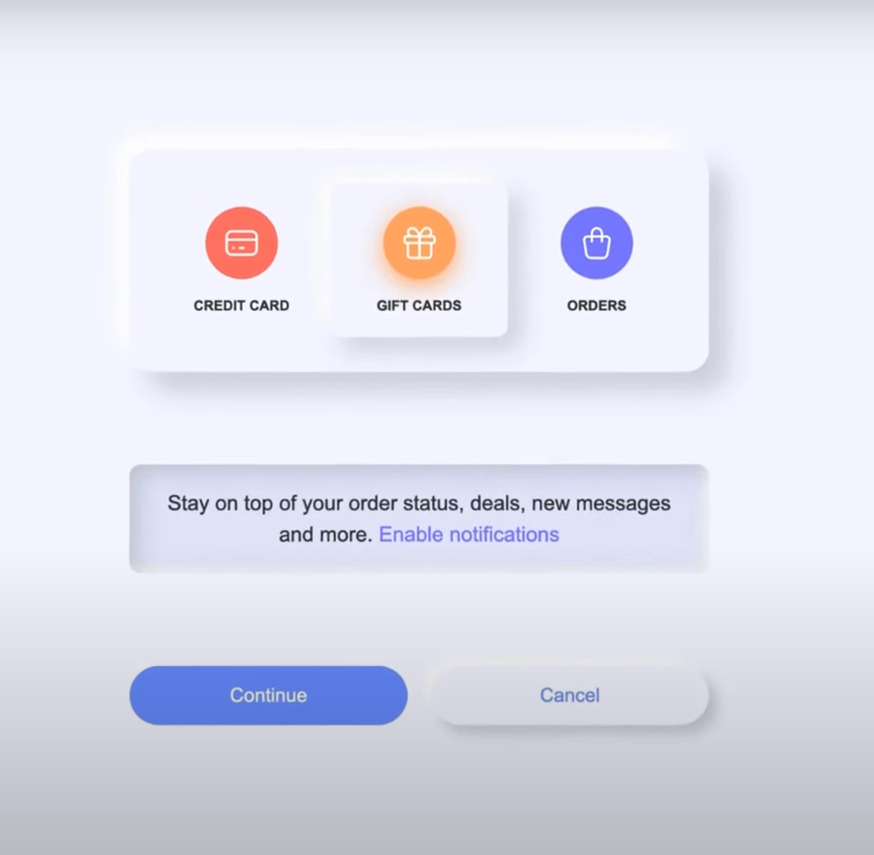 CREDIT CARD
GIFT CARDS
ORDERS
Stay on top of your order status, deals, new messages
and more. Enable notifications
Continue
Cancel